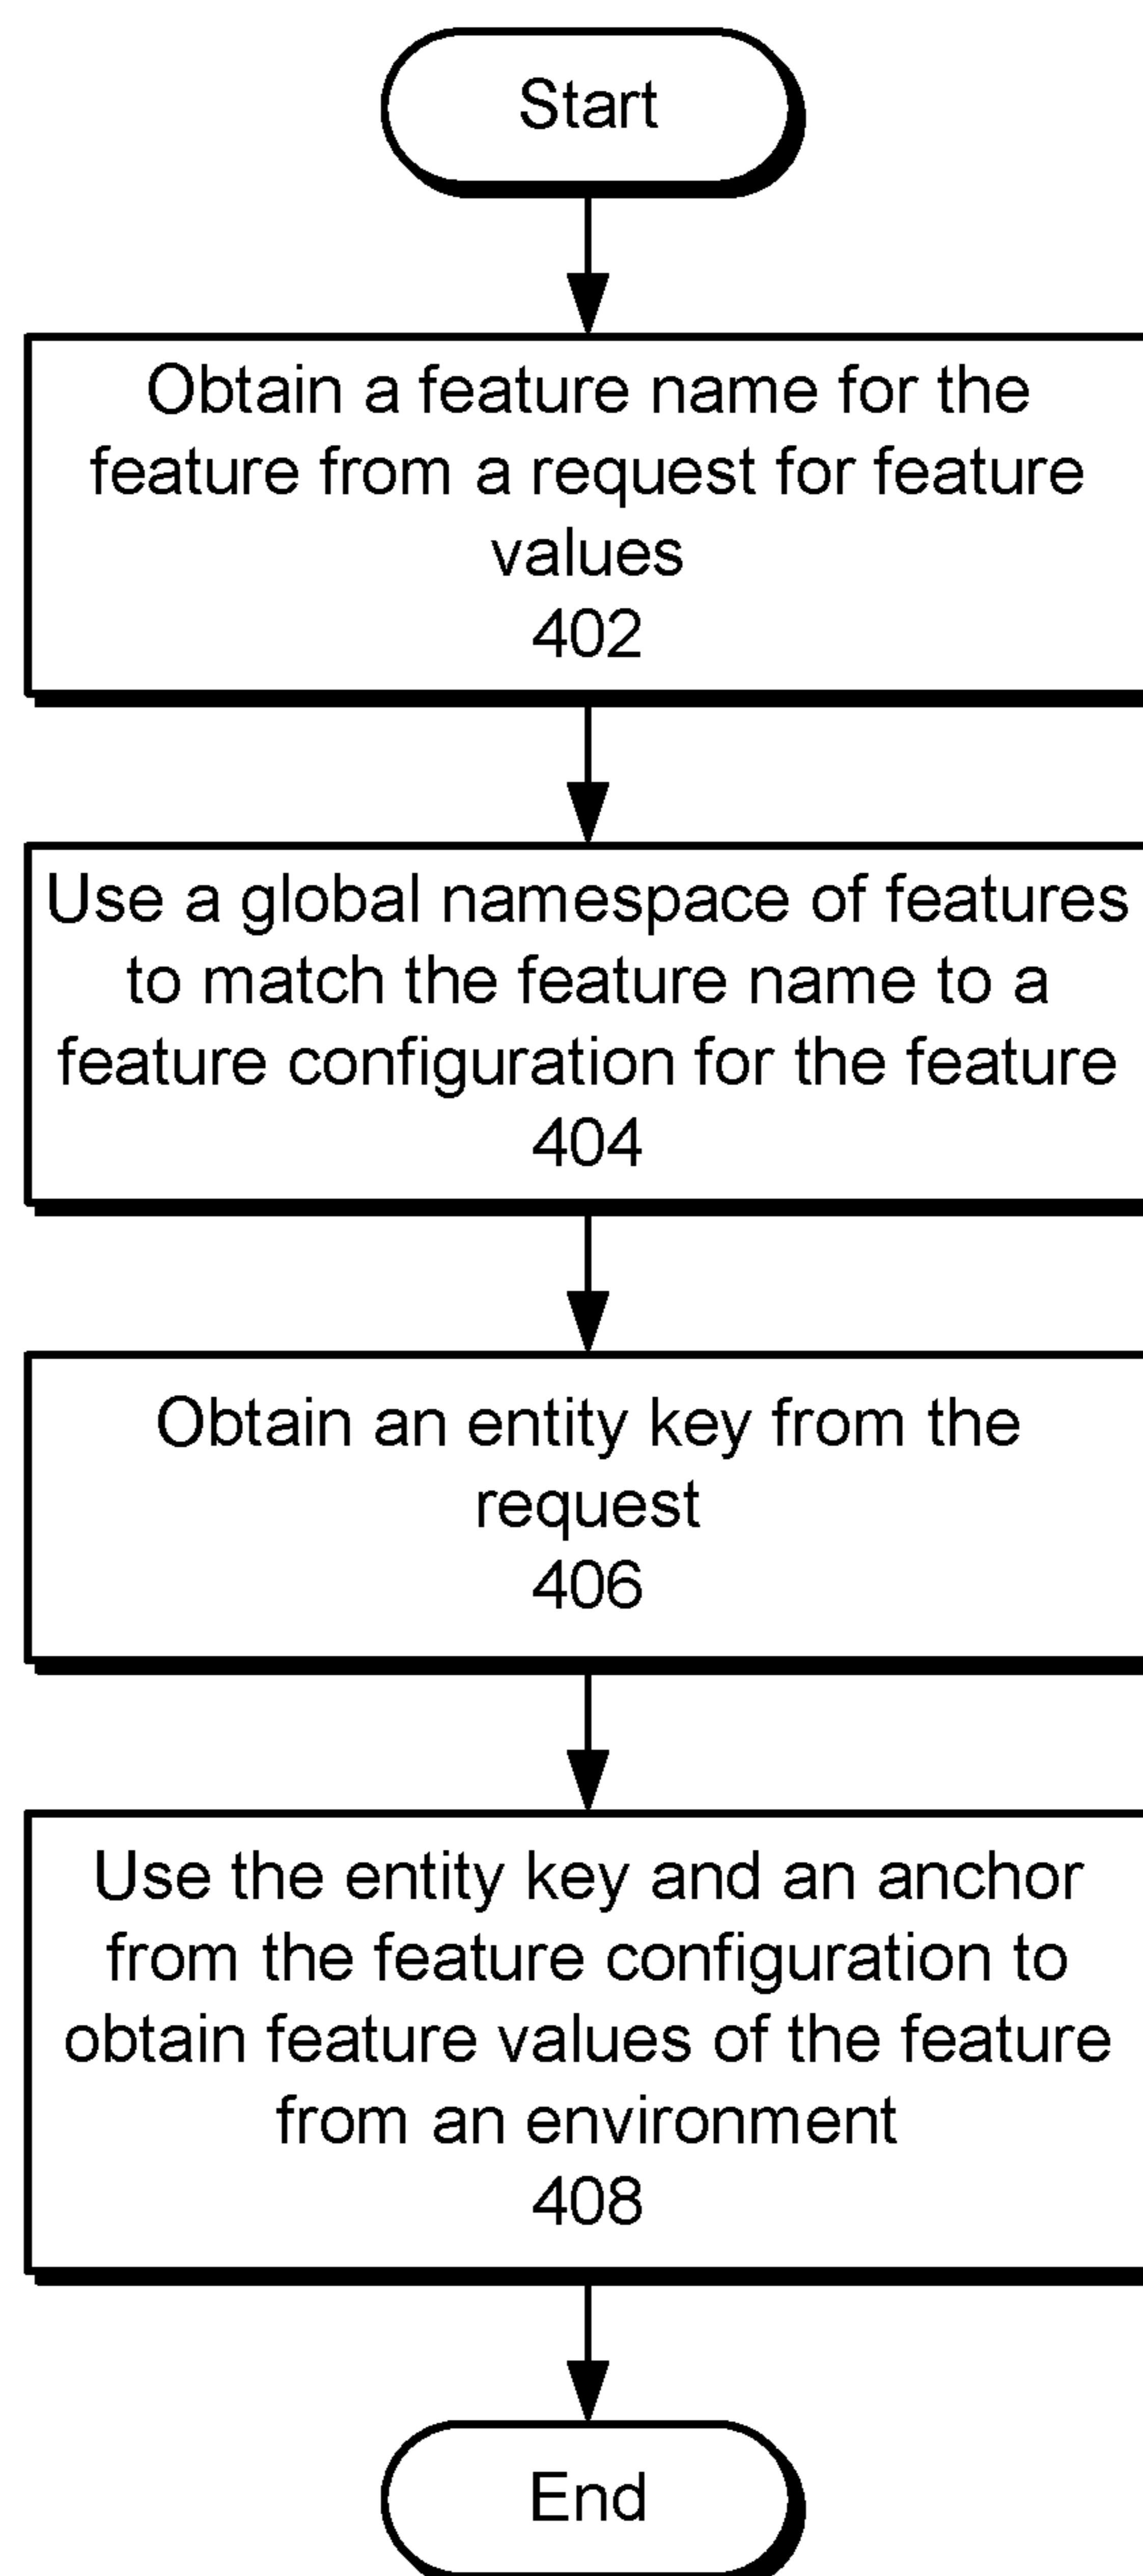 Start
Obtain a feature name for the
feature from a request for feature
values
402
Use a global namespace of features
to match the feature name to a
feature configuration for the feature
404
Obtain an entity key from the
request
406
Use the entity key and an anchor
from the feature configuration to
obtain feature values of the feature
from an environment
408
End